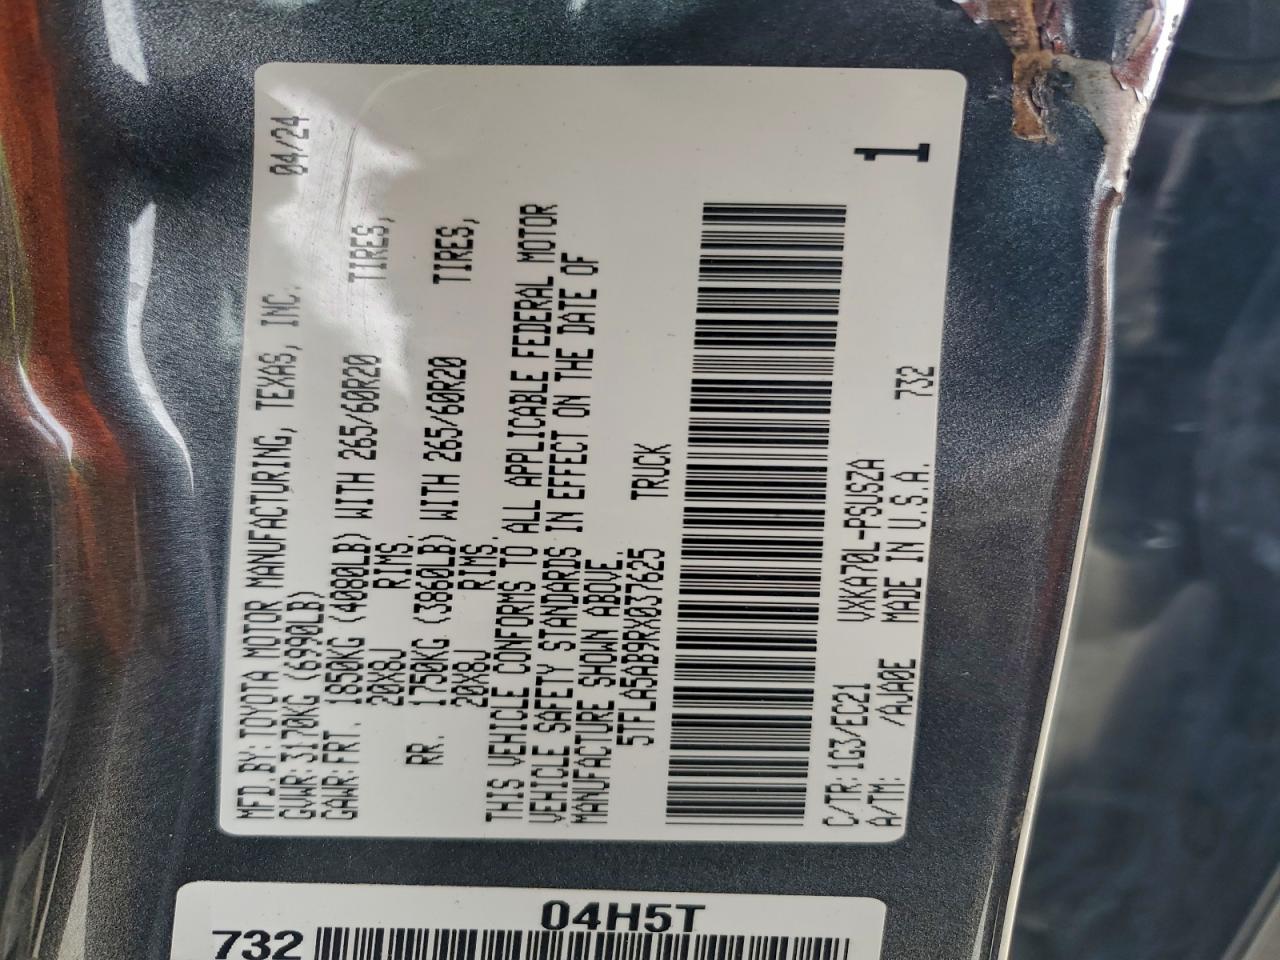 MFD.BY:TOYOTA MOTOR MANUFACTURING, TEXAS, INC. 04/24
GVWR:3170KG (6990LB)
GAWR:FRT. 1850KG (4080LB) WITH 265/60R20 TIRES,
20X8J RIMS,
RR. 1750KG (3860LB) WITH 265/60R20 TIRES,
20X8J RIMS.
THIS VEHICLE CONFORMS TO ALL APPLICABLE FEDERAL MOTOR
VEHICLE SAFETY STANDARDS IN EFFECT ON THE DATE OF
MANUFACTURE SHOWN ABOVE
5TFLA5AB9RX037625 TRUCK
C/TR: 1G3/EC21 VXKA70L-PSUSZA 732 1
A/TM: /AJA0E MADE IN U.S.A.
04H5T
732